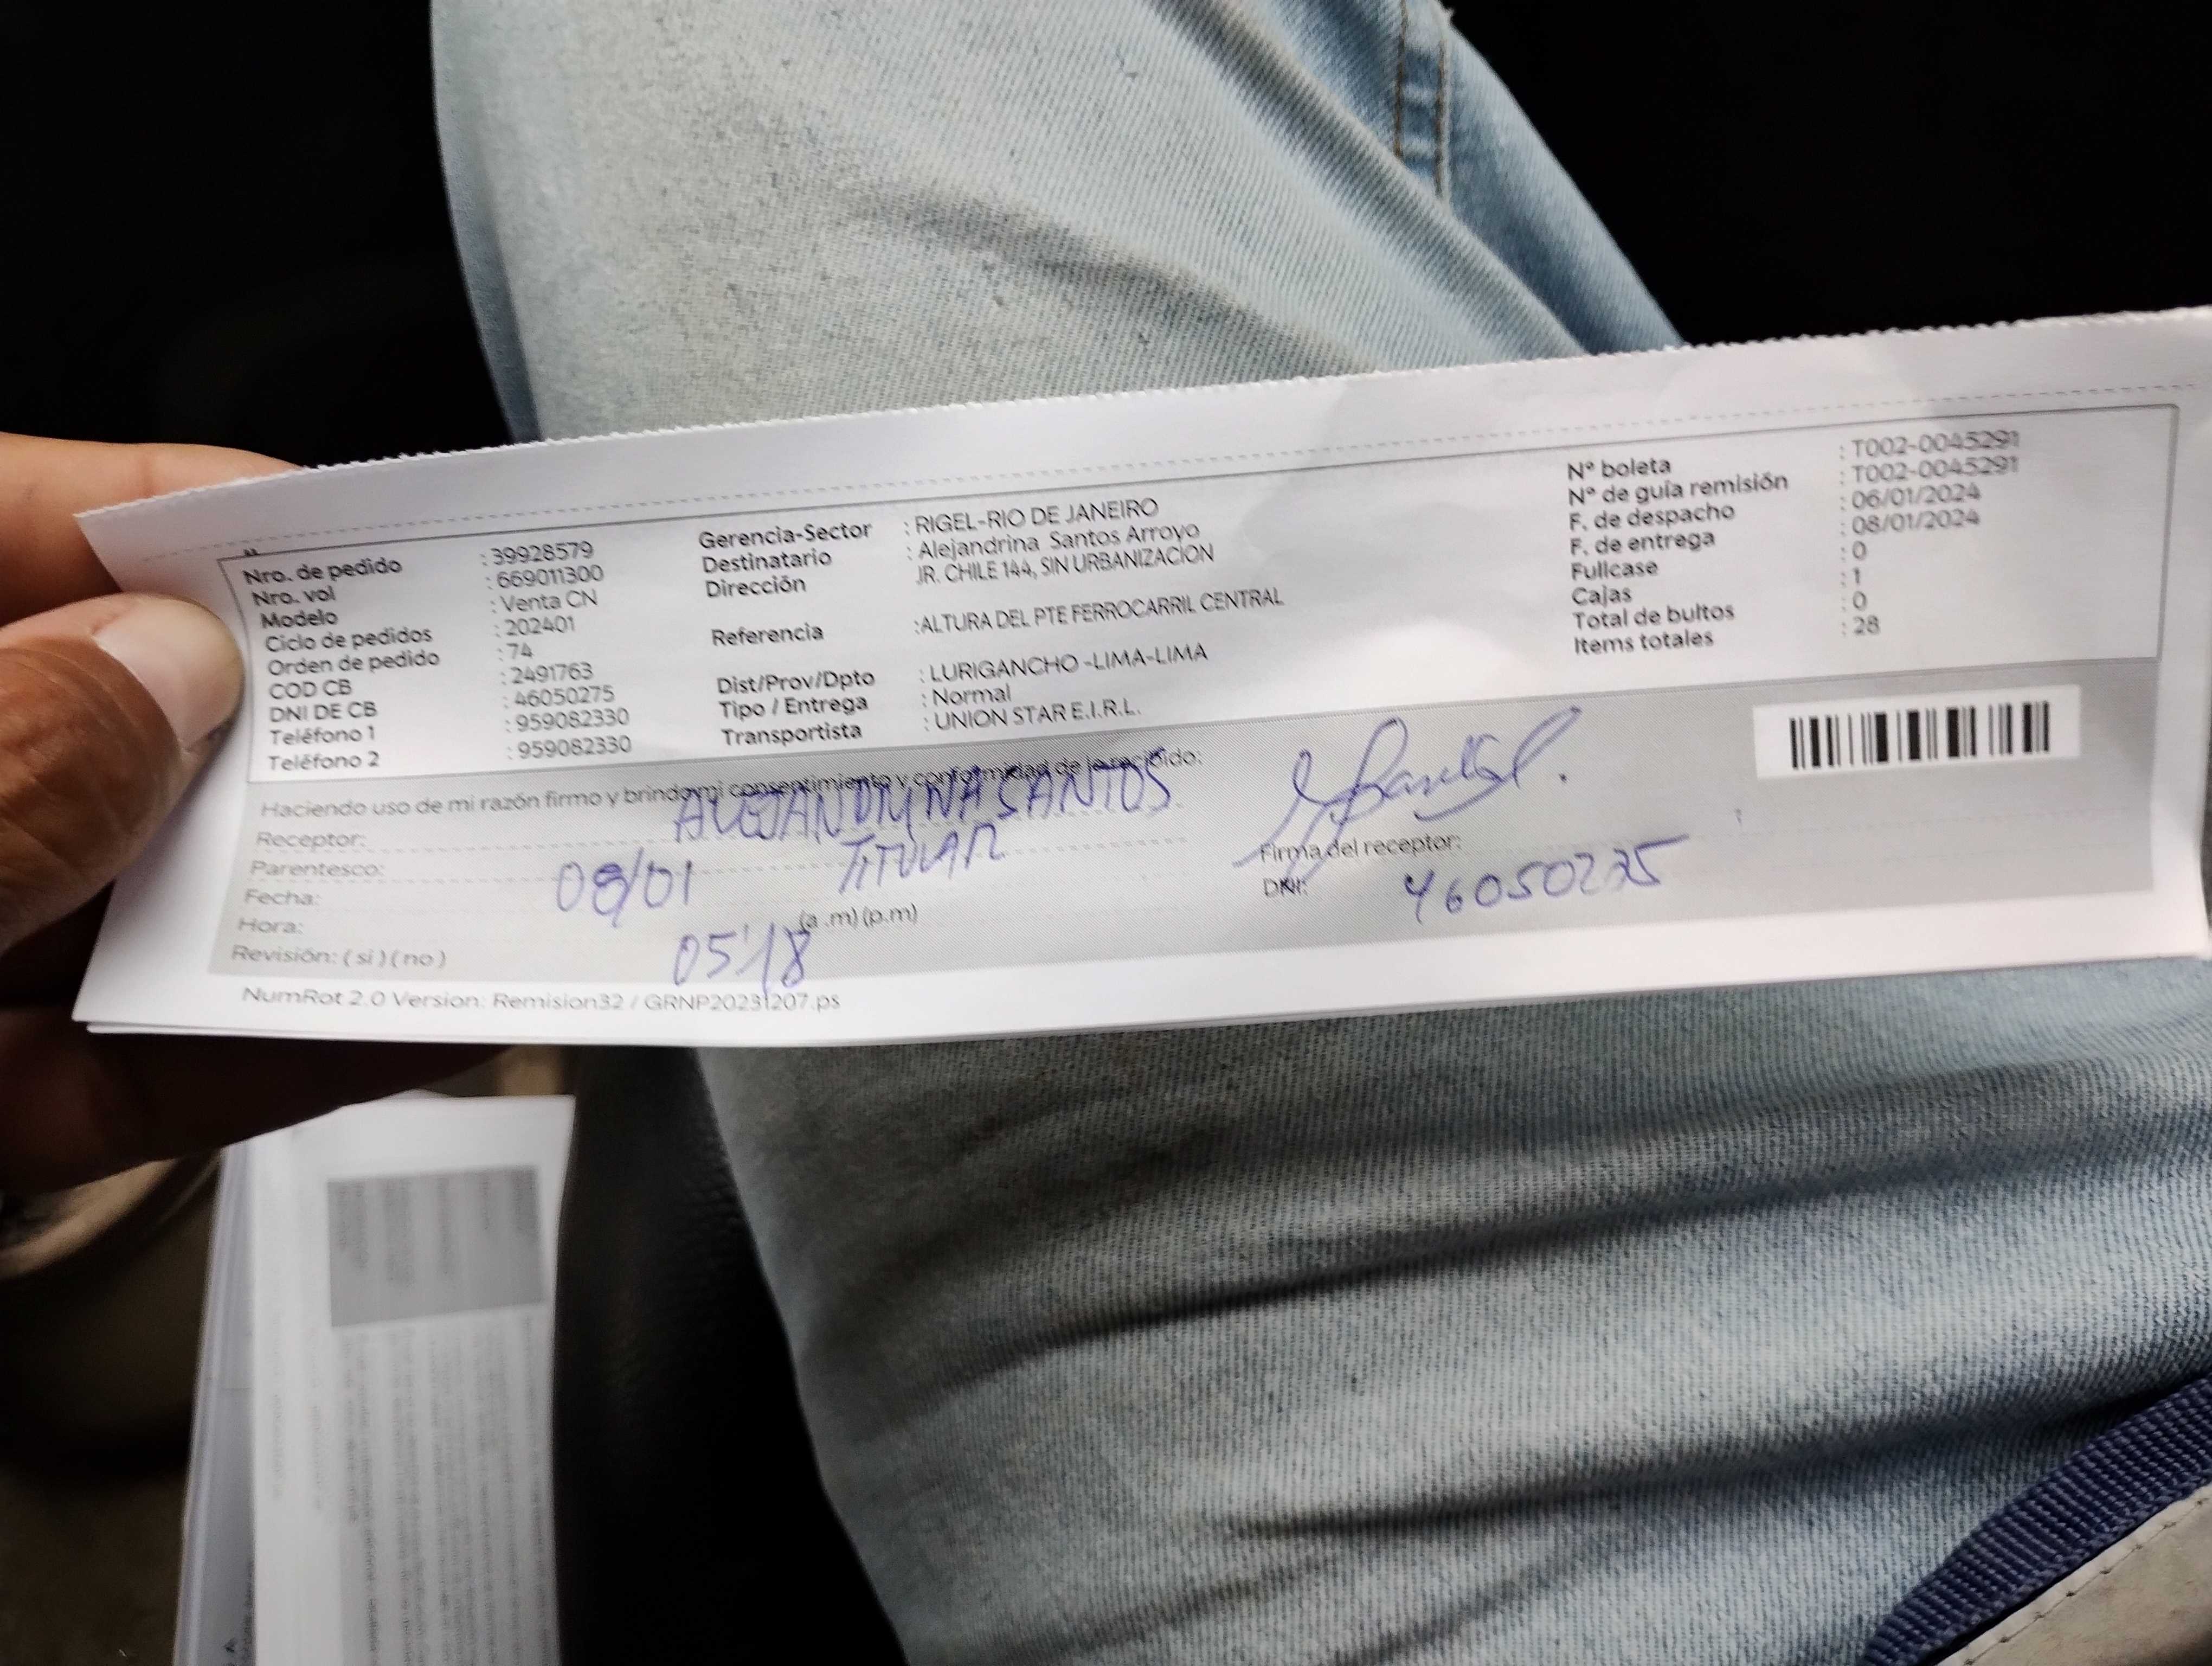 Nro. de pedido : 39928579
Nro. vol : 669011300
Modelo : Venta CN
Ciclo de pedidos : 202401
Orden de pedido : 74
COD CB : 2491763
DNI DE CB : 46050275
Teléfono 1 : 959082330
Teléfono 2 : 959082330
Gerencia-Sector : RIGEL-RIO DE JANEIRO
Destinatario : Alejandrina Santos Arroyo
Dirección JR. CHILE 144, SIN URBANIZACION
Referencia :ALTURA DEL PTE FERROCARRIL CENTRAL
Dist/Prov/Dpto : LURIGANCHO -LIMA-LIMA
Tipo / Entrega : Normal
Transportista : UNION STAR E.I.R.L.
N° boleta : T002-0045291
N° de guía remisión : T002-0045291
F. de despacho : 06/01/2024
F. de entrega : 08/01/2024
Fullcase : 0
Cajas : 1
Total de bultos : 0
Items totales : 28
Haciendo uso de mi razón firmo y brindo mi consentimiento y conformidad de lo recibido:
Receptor: ALEJANDRINA SANTOS
Parentesco: TITULAR
Fecha: 08/01
Hora: 05:18 (a .m) (p.m)
Revisión: ( si ) ( no )
Firma del receptor:
DNI: 46050275
NumRot 2.0 Version: Remision32 / GRNP20231207.ps